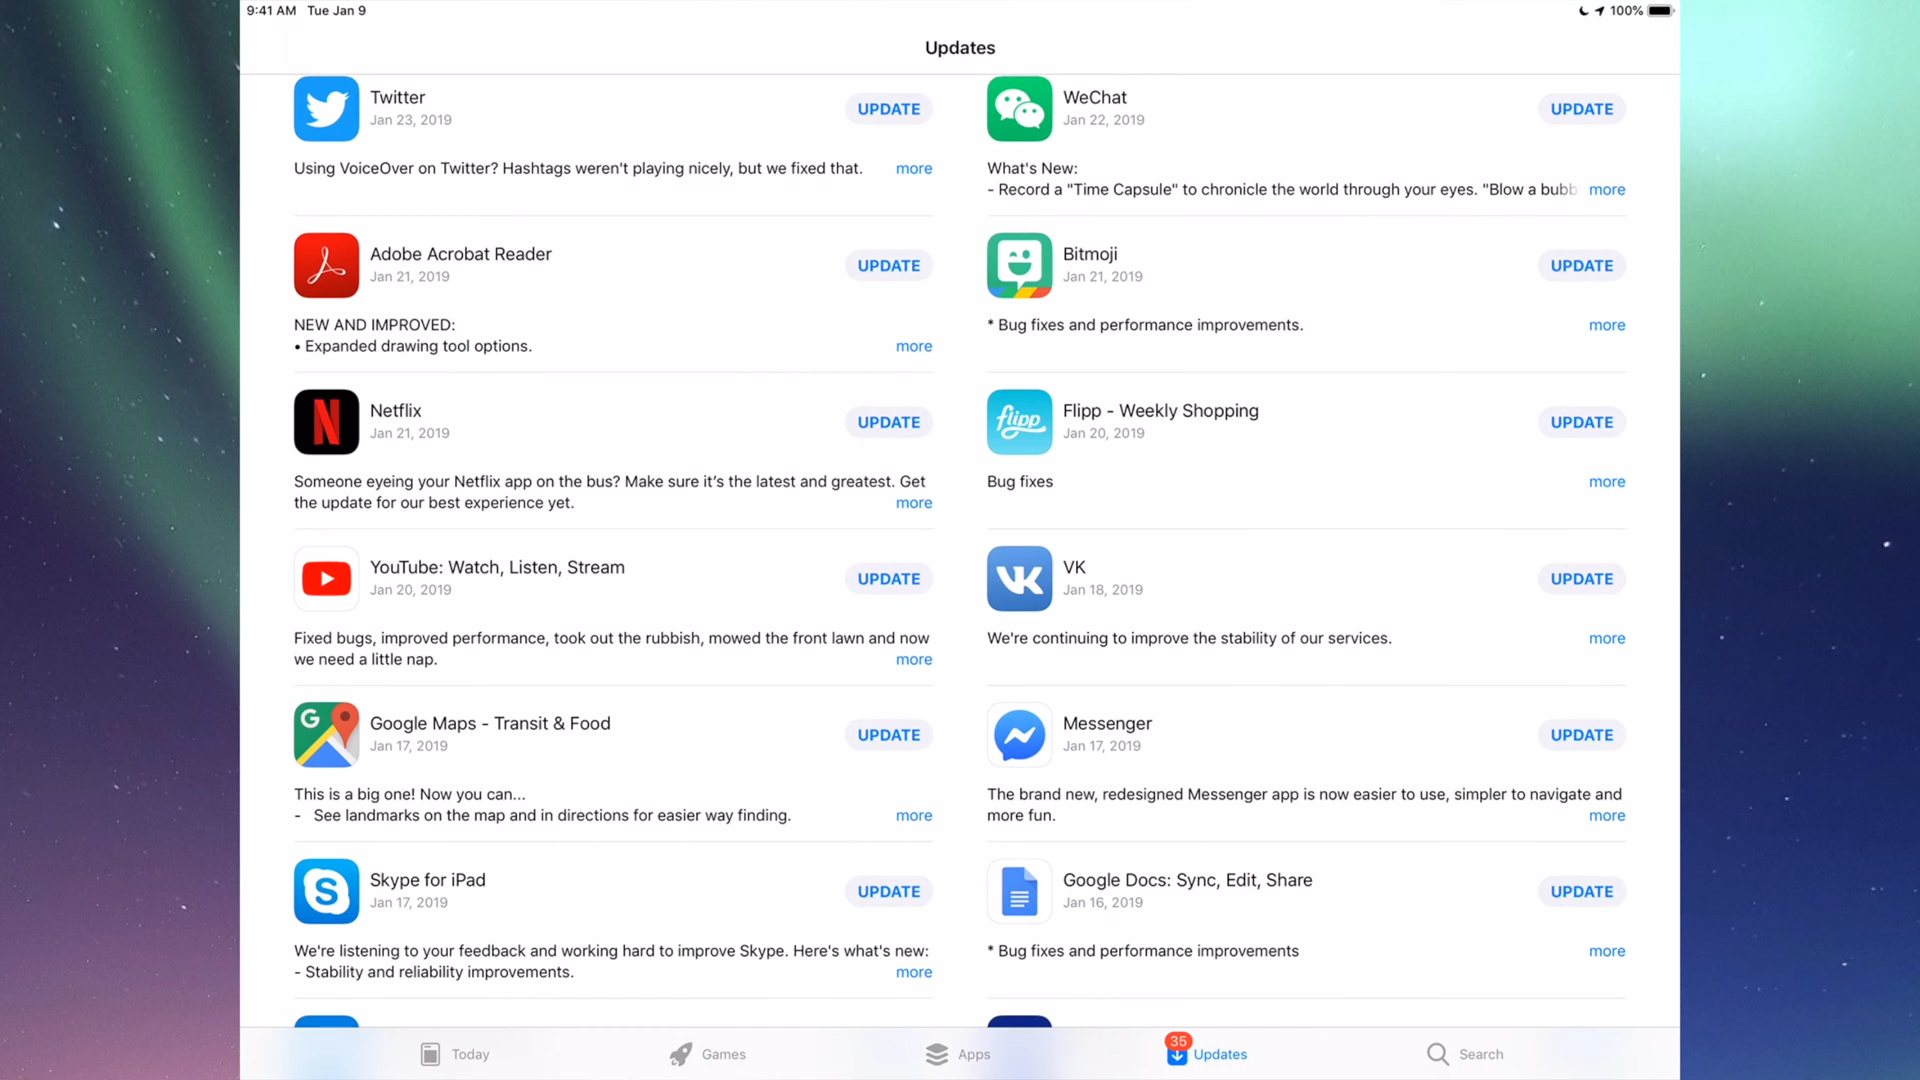 9:41 AM Tue Jan 9
100%
Updates
Twitter
Jan 23, 2019
UPDATE
Using VoiceOver on Twitter? Hashtags weren't playing nicely, but we fixed that. more
WeChat
Jan 22, 2019
UPDATE
What's New:
- Record a "Time Capsule" to chronicle the world through your eyes. "Blow a bubb more
Adobe Acrobat Reader
Jan 21, 2019
UPDATE
NEW AND IMPROVED:
• Expanded drawing tool options. more
Bitmoji
Jan 21, 2019
UPDATE
* Bug fixes and performance improvements. more
N
Netflix
Jan 21, 2019
UPDATE
Someone eyeing your Netflix app on the bus? Make sure it’s the latest and greatest. Get
the update for our best experience yet. more
flipp
Flipp - Weekly Shopping
Jan 20, 2019
UPDATE
Bug fixes more
YouTube: Watch, Listen, Stream
Jan 20, 2019
UPDATE
Fixed bugs, improved performance, took out the rubbish, mowed the front lawn and now
we need a little nap. more
VK
VK
Jan 18, 2019
UPDATE
We're continuing to improve the stability of our services. more
G
Google Maps - Transit & Food
Jan 17, 2019
UPDATE
This is a big one! Now you can...
- See landmarks on the map and in directions for easier way finding. more
Messenger
Jan 17, 2019
UPDATE
The brand new, redesigned Messenger app is now easier to use, simpler to navigate and
more fun. more
S
Skype for iPad
Jan 17, 2019
UPDATE
We're listening to your feedback and working hard to improve Skype. Here's what's new:
- Stability and reliability improvements. more
Google Docs: Sync, Edit, Share
Jan 16, 2019
UPDATE
* Bug fixes and performance improvements more
Today
Games
Apps
35
Updates
Search